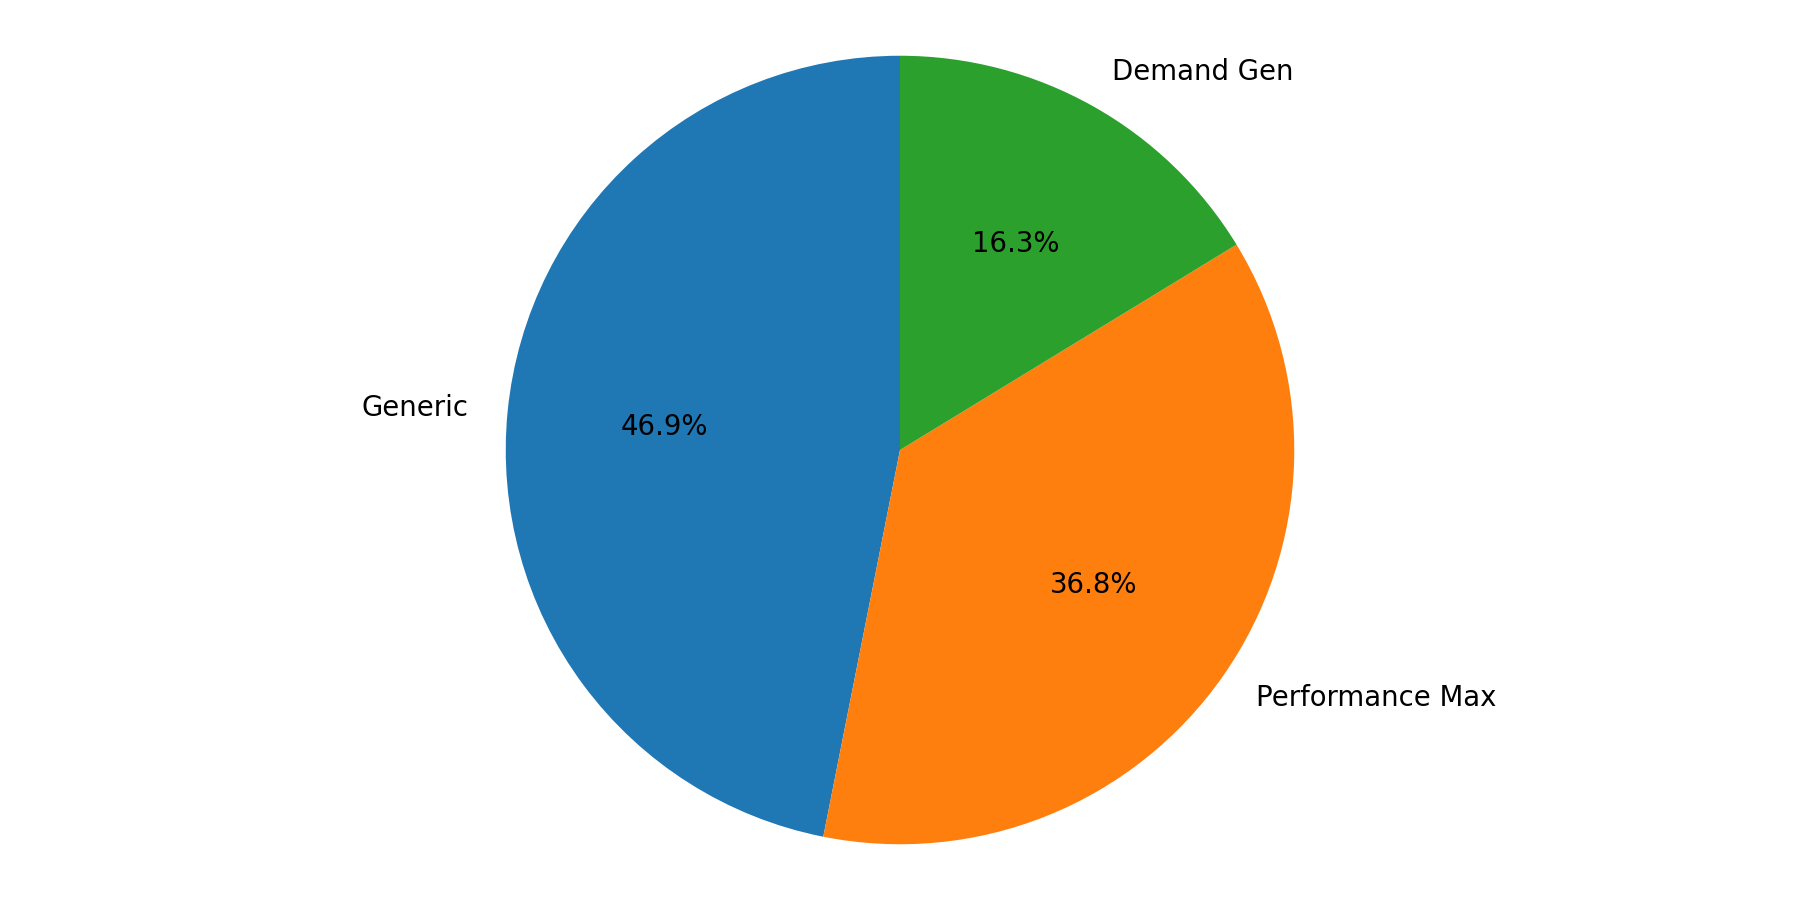 Demand Gen
16.3%
Generic
46.9%
36.8%
Performance Max